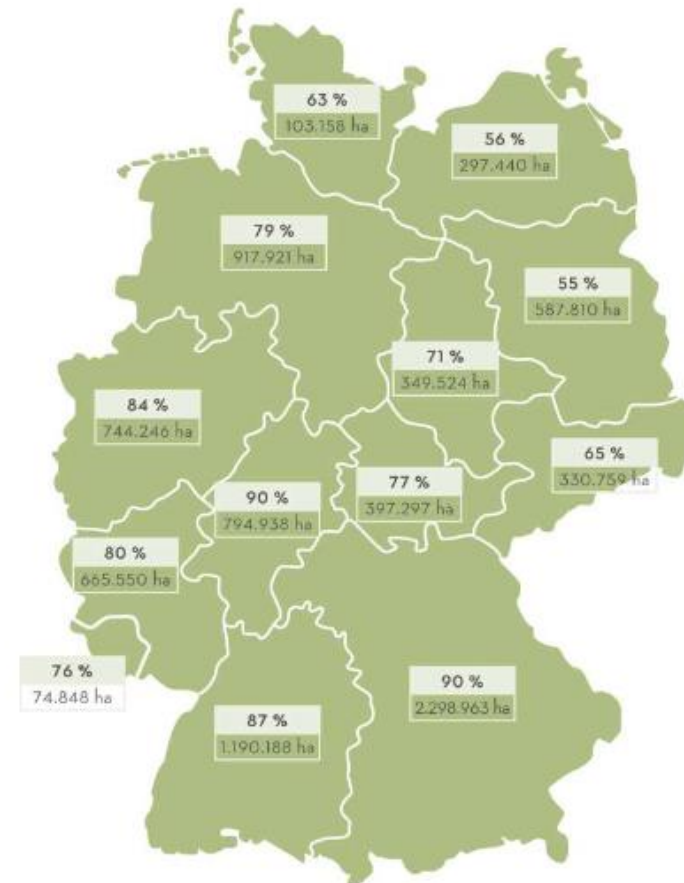 63 %
103.158 ha
56 %
297.440 ha
79 %
917.921 ha
55 %
587.810 ha
71 %
349.524 ha
84 %
744.246 ha
65 %
330.759 ha
77 %
397.297 ha
90 %
794.938 ha
80 %
665.550 ha
76 %
74.848 ha
90 %
2.298.963 ha
87 %
1.190.188 ha